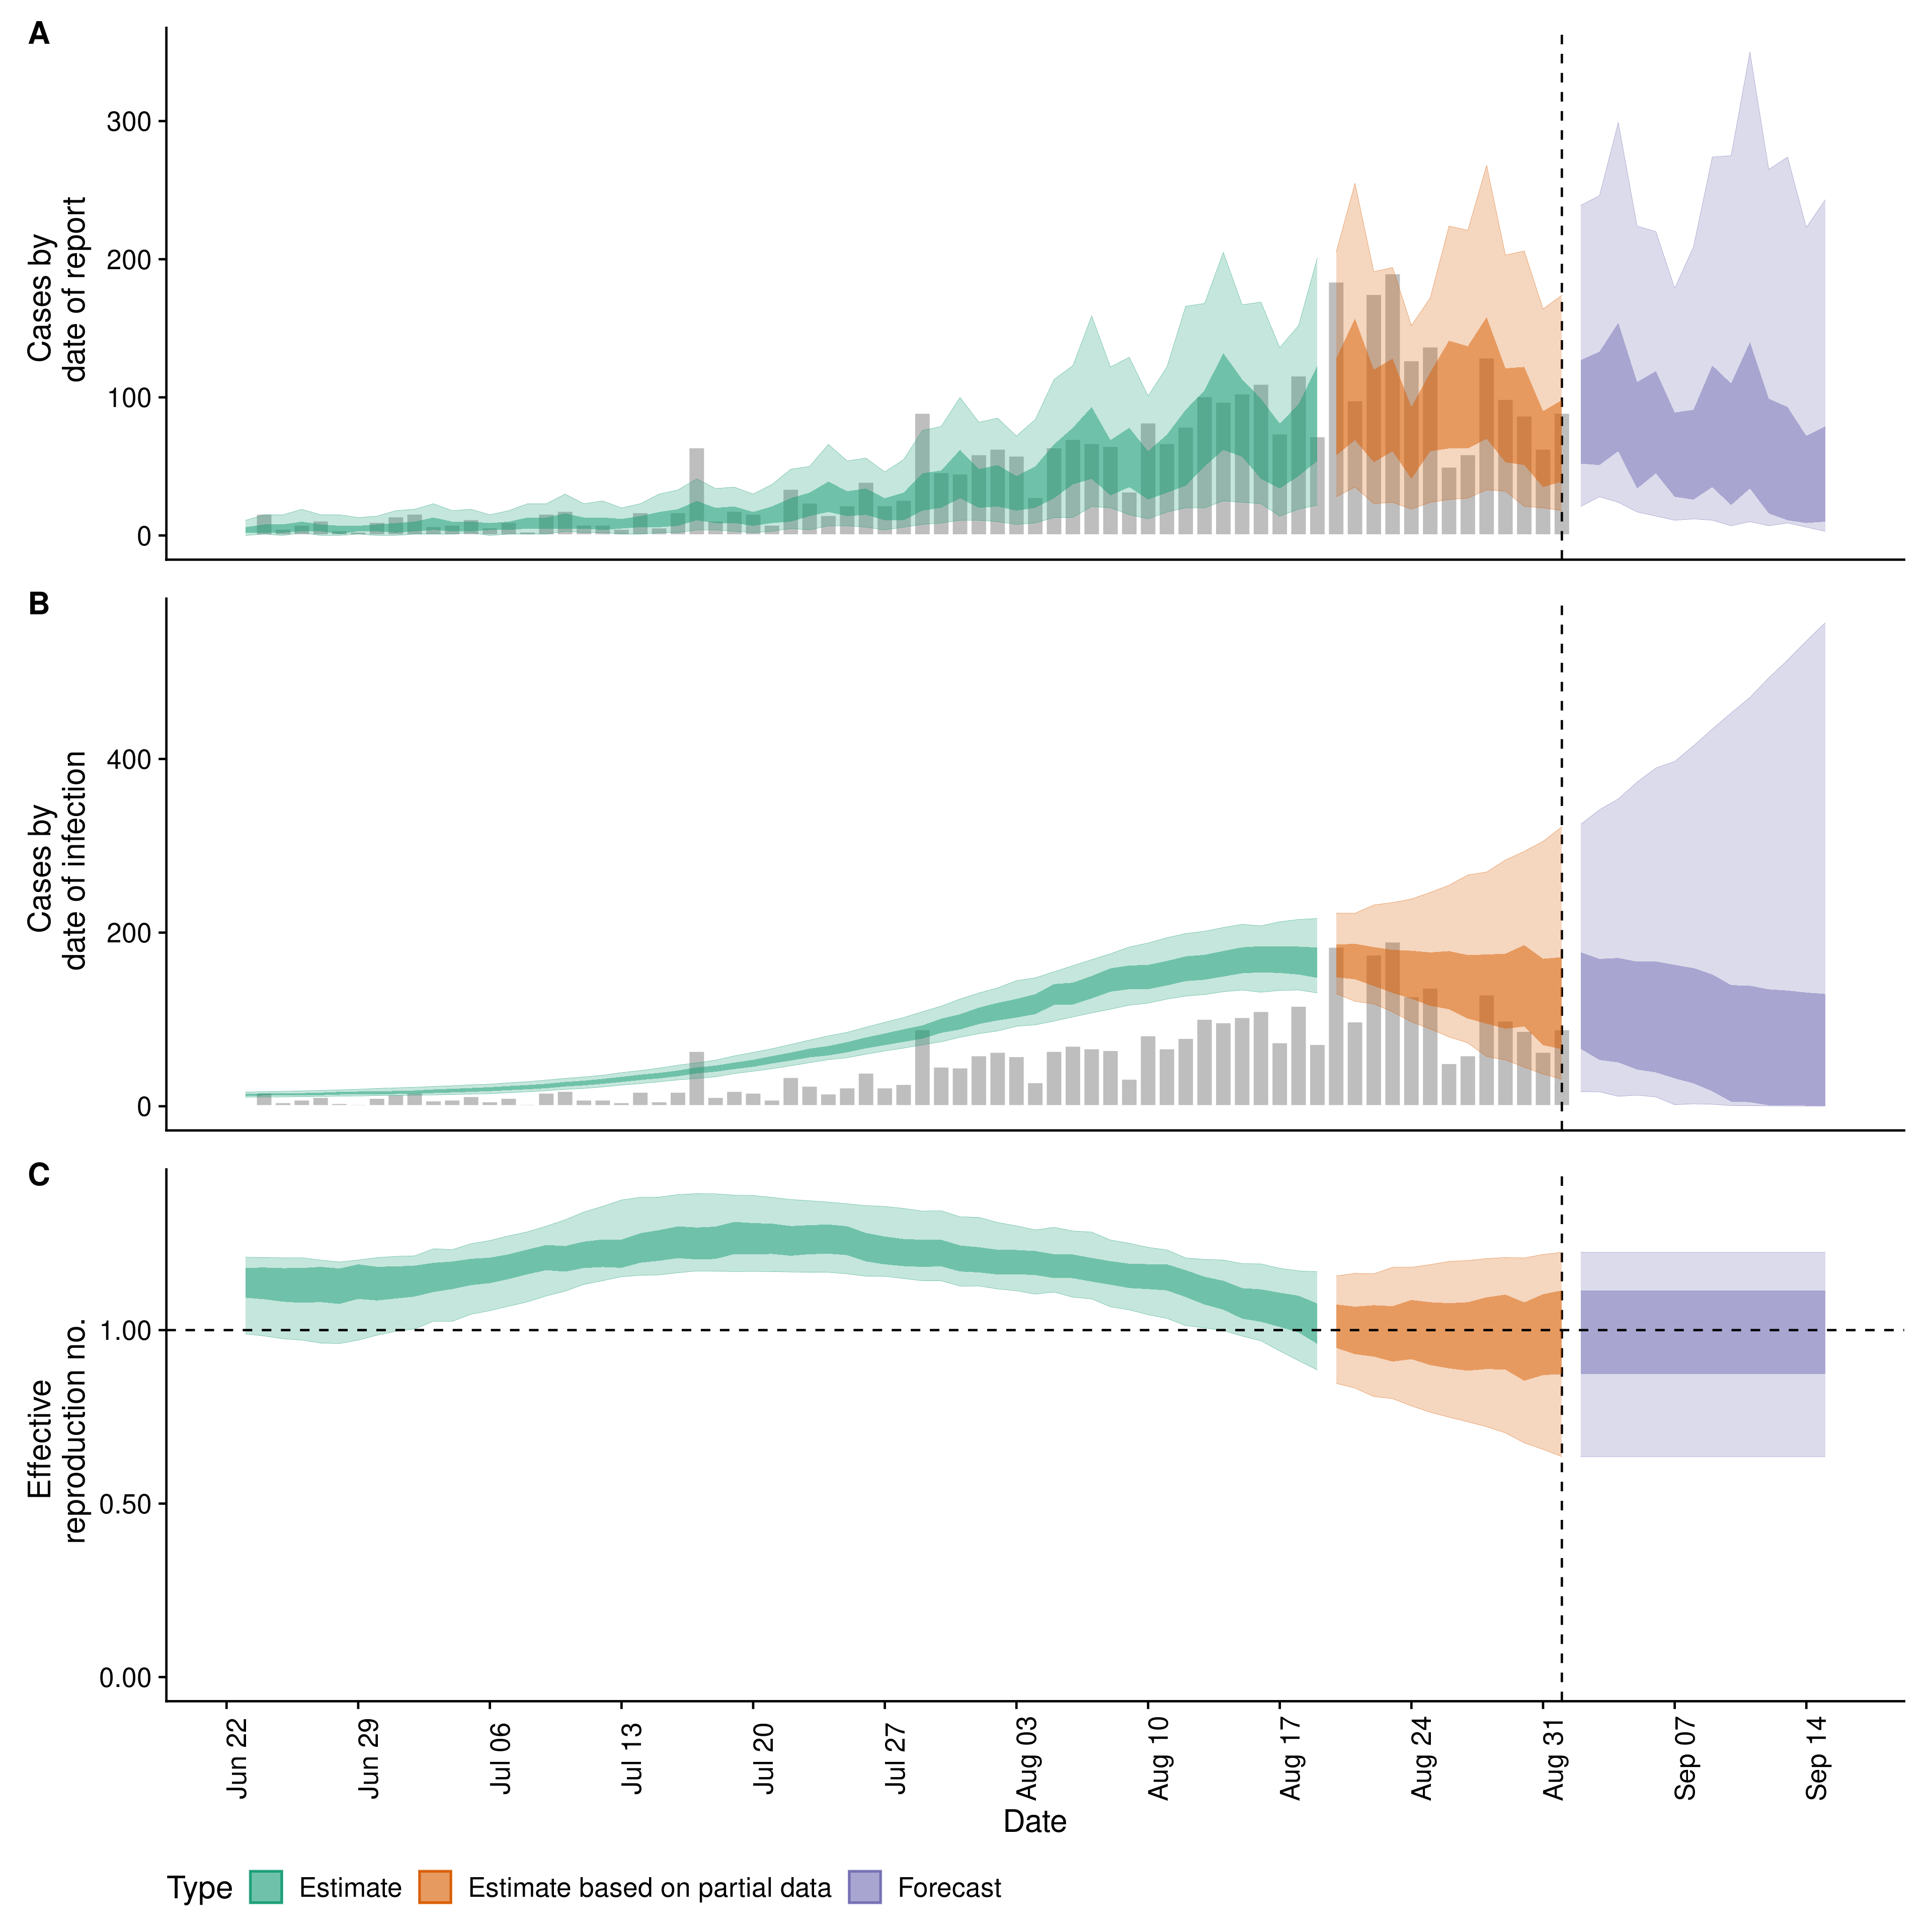 A
300
200
100
0
Cases by
date of report
B
400
200
0
Cases by
date of infection
C
1.00
0.50
0.00
Effective
reproduction no.
Jun 22
Jun 29
Jul 06
Jul 13
Jul 20
Jul 27
Aug 03
Aug 10
Aug 17
Aug 24
Aug 31
Sep 07
Sep 14
Date
Type Estimate Estimate based on partial data Forecast